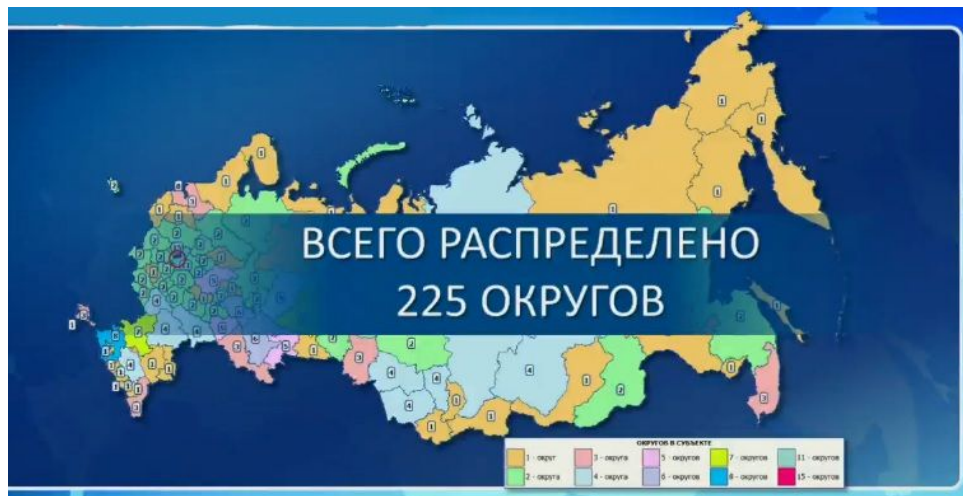 ВСЕГО РАСПРЕДЕЛЕНО
225 ОКРУГОВ
ОКРУГОВ В СУБЪЕКТЕ
1 - округ
3 - округа
5 - округов
7 - округов
11 - округов
2 - округа
4 - округа
6 - округов
8 - округов
15 - округов